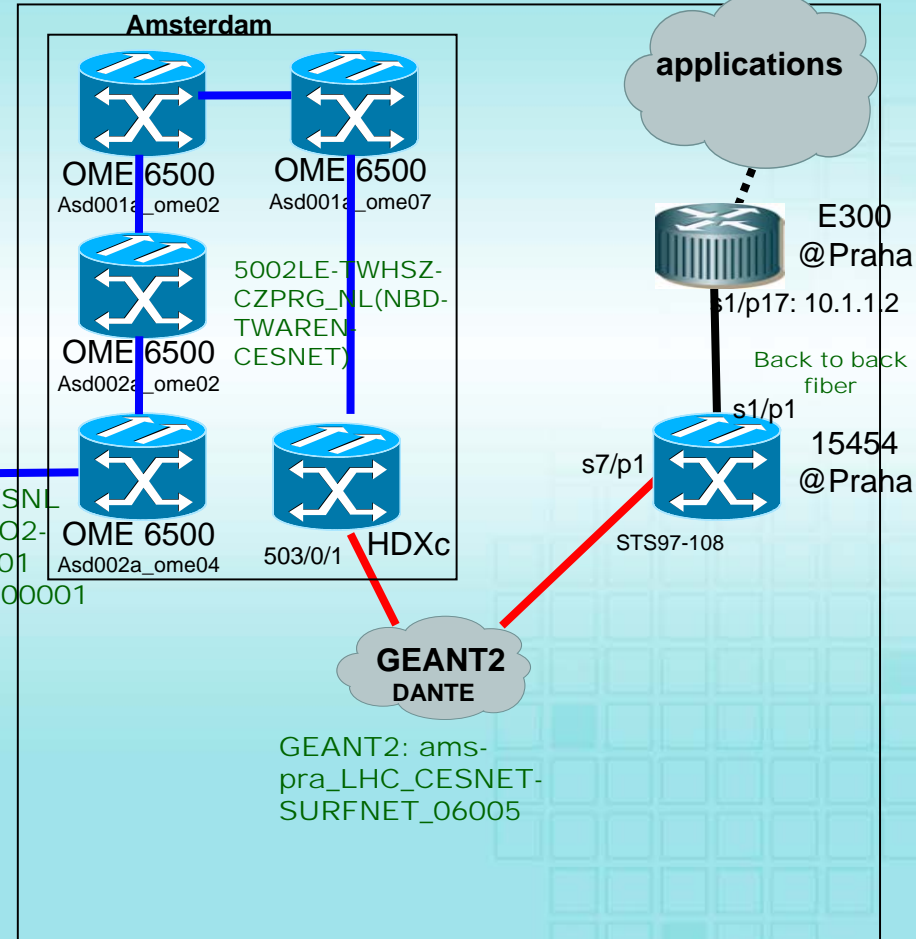 Amsterdam
applications
OME 6500
Asd001a_ome02
OME 6500
Asd001a_ome07
E300
@Praha
s1/p17: 10.1.1.2
5002LE-TWHSZ-
CZPRG_NL(NBD-
TWAREN-
CESNET)
OME 6500
Asd002a_ome02
Back to back
fiber
s1/p1
15454
@Praha
s7/p1
STS97-108
SNL
O2-
01
00001
OME 6500
Asd002a_ome04
503/0/1
HDXc
GEANT2
DANTE
GEANT2: ams-
pra_LHC_CESNET-
SURFNET_06005